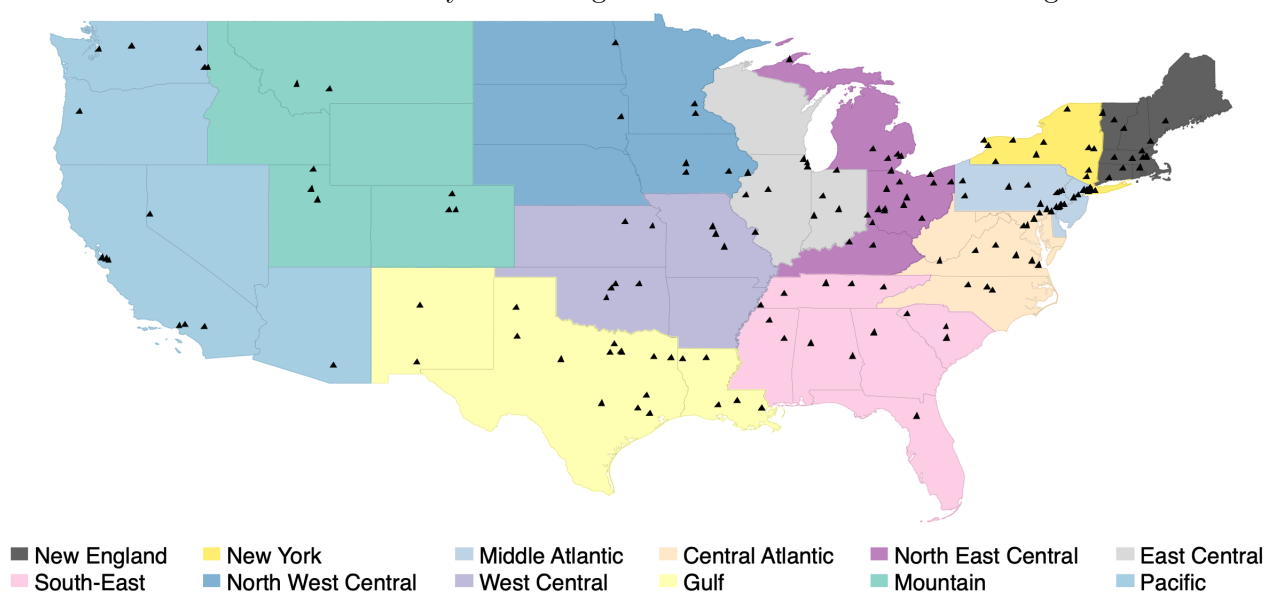 New England
New York
Middle Atlantic
Central Atlantic
North East Central
East Central
South-East
North West Central
West Central
Gulf
Mountain
Pacific